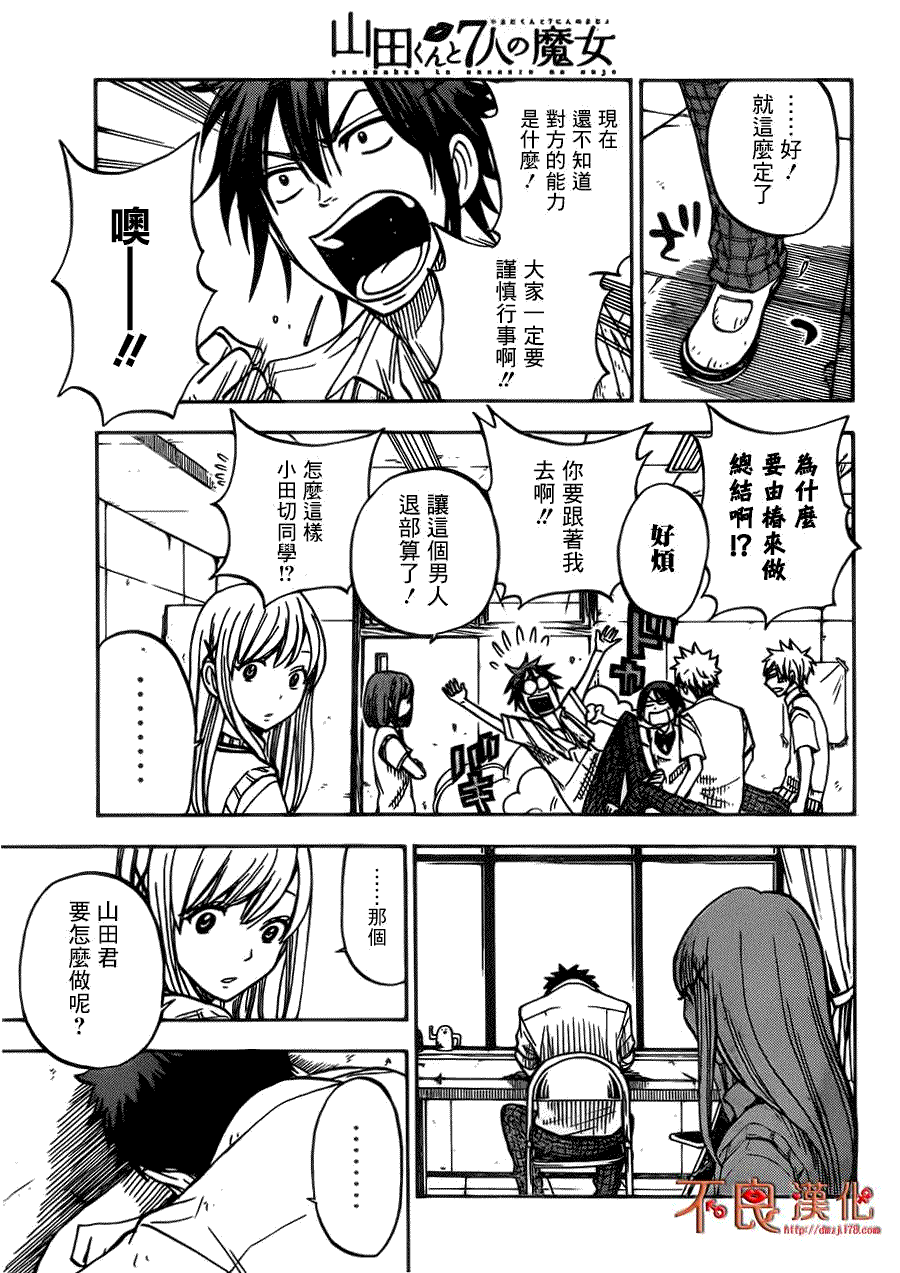 山田くんと7人の魔女
……好！
就這麼定了
現在
還不知道
對方的能力
是什麼！
大家一定要
謹慎行事啊!!
噢——!!
為什麼
要由椿來做
總結啊!?
好煩
你要跟著我
去啊!!
讓這個男人
退部算了！
怎麼這樣
小田切同學!?
………
……那個
山田君
要怎麼做呢？
………
不良漢化
http://dmzj178.com/